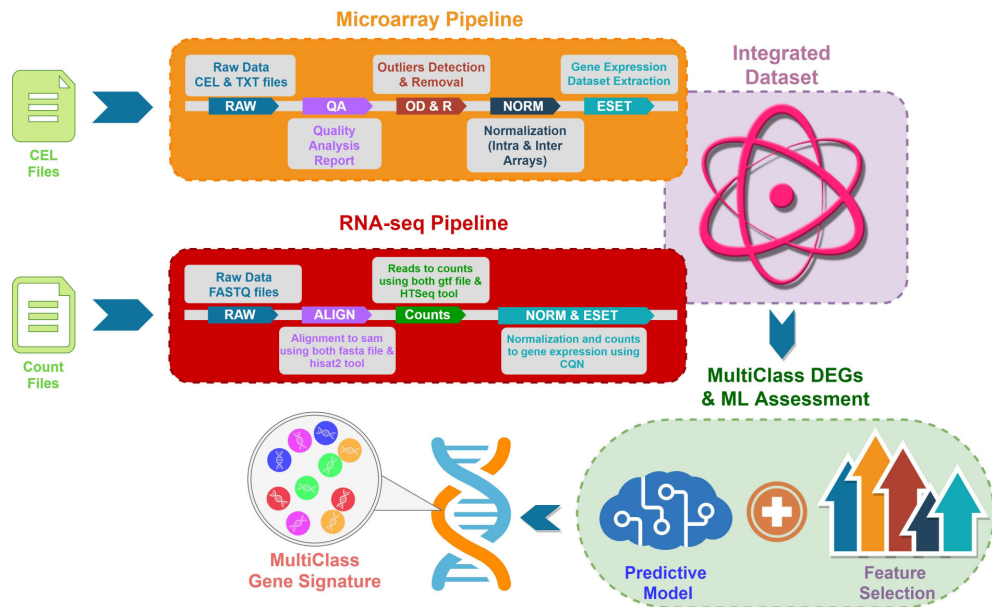 Microarray Pipeline
CEL
Files
Raw Data
CEL & TXT files
Outliers Detection
& Removal
Gene Expression
Dataset Extraction
RAW
QA
OD & R
NORM
ESET
Quality
Analysis
Report
Normalization
(Intra & Inter
Arrays)
Integrated
Dataset
RNA-seq Pipeline
Count
Files
Raw Data
FASTQ files
Reads to counts
using both gtf file &
HTSeq tool
RAW
ALIGN
Counts
NORM & ESET
Alignment to sam
using both fasta file &
hisat2 tool
Normalization and counts
to gene expression using
CQN
MultiClass DEGs
& ML Assessment
Predictive
Model
Feature
Selection
MultiClass
Gene Signature